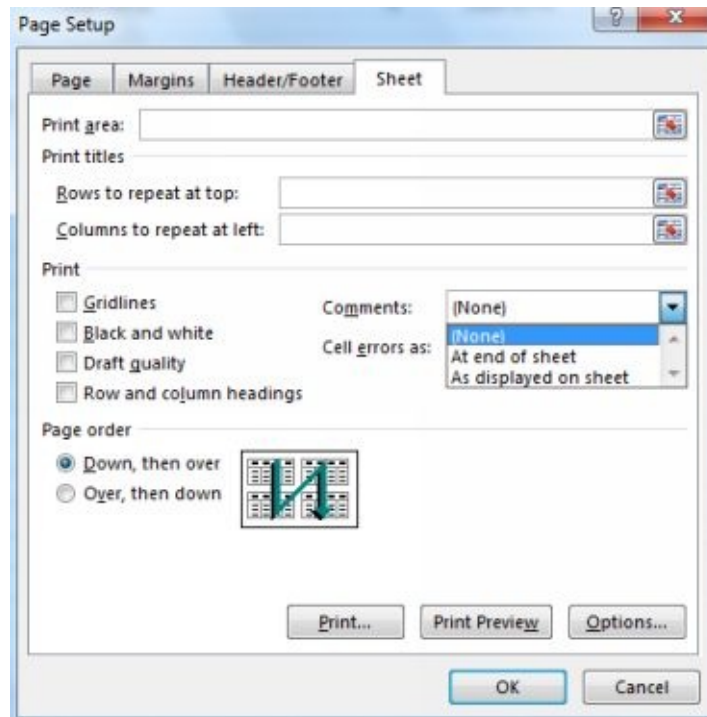 Page Setup
Page Margins Header/Footer Sheet
Print area:
Print titles
Rows to repeat at top:
Columns to repeat at left:
Print
Gridlines
Black and white
Draft quality
Row and column headings
Comments: (None)
Cell errors as:
(None)
At end of sheet
As displayed on sheet
Page order
Down, then over
Over, then down
Print... Print Preview Options...
OK Cancel